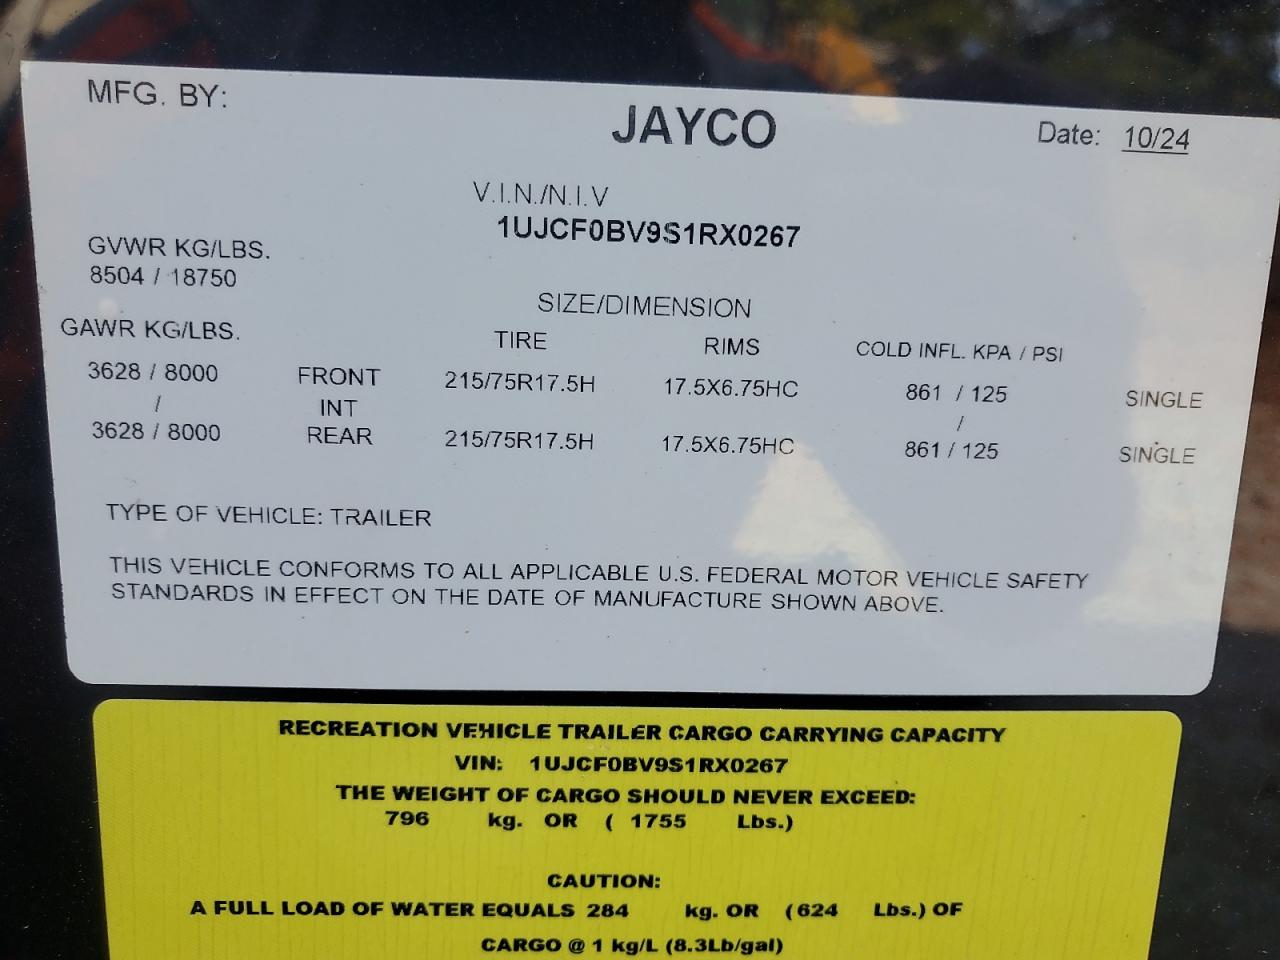 MFG. BY:
JAYCO
Date: 10/24
V.I.N./N.I.V
1UJCF0BV9S1RX0267
GVWR KG/LBS.
8504 / 18750
SIZE/DIMENSION
GAWR KG/LBS. TIRE RIMS COLD INFL. KPA / PSI
3628 / 8000 FRONT 215/75R17.5H 17.5X6.75HC 861 / 125 SINGLE
/ INT /
3628 / 8000 REAR 215/75R17.5H 17.5X6.75HC 861 / 125 SINGLE
TYPE OF VEHICLE: TRAILER
THIS VEHICLE CONFORMS TO ALL APPLICABLE U.S. FEDERAL MOTOR VEHICLE SAFETY
STANDARDS IN EFFECT ON THE DATE OF MANUFACTURE SHOWN ABOVE.
RECREATION VEHICLE TRAILER CARGO CARRYING CAPACITY
VIN: 1UJCF0BV9S1RX0267
THE WEIGHT OF CARGO SHOULD NEVER EXCEED:
796 kg. OR ( 1755 Lbs.)
CAUTION:
A FULL LOAD OF WATER EQUALS 284 kg. OR (624 Lbs.) OF
CARGO @ 1 kg/L (8.3Lb/gal)